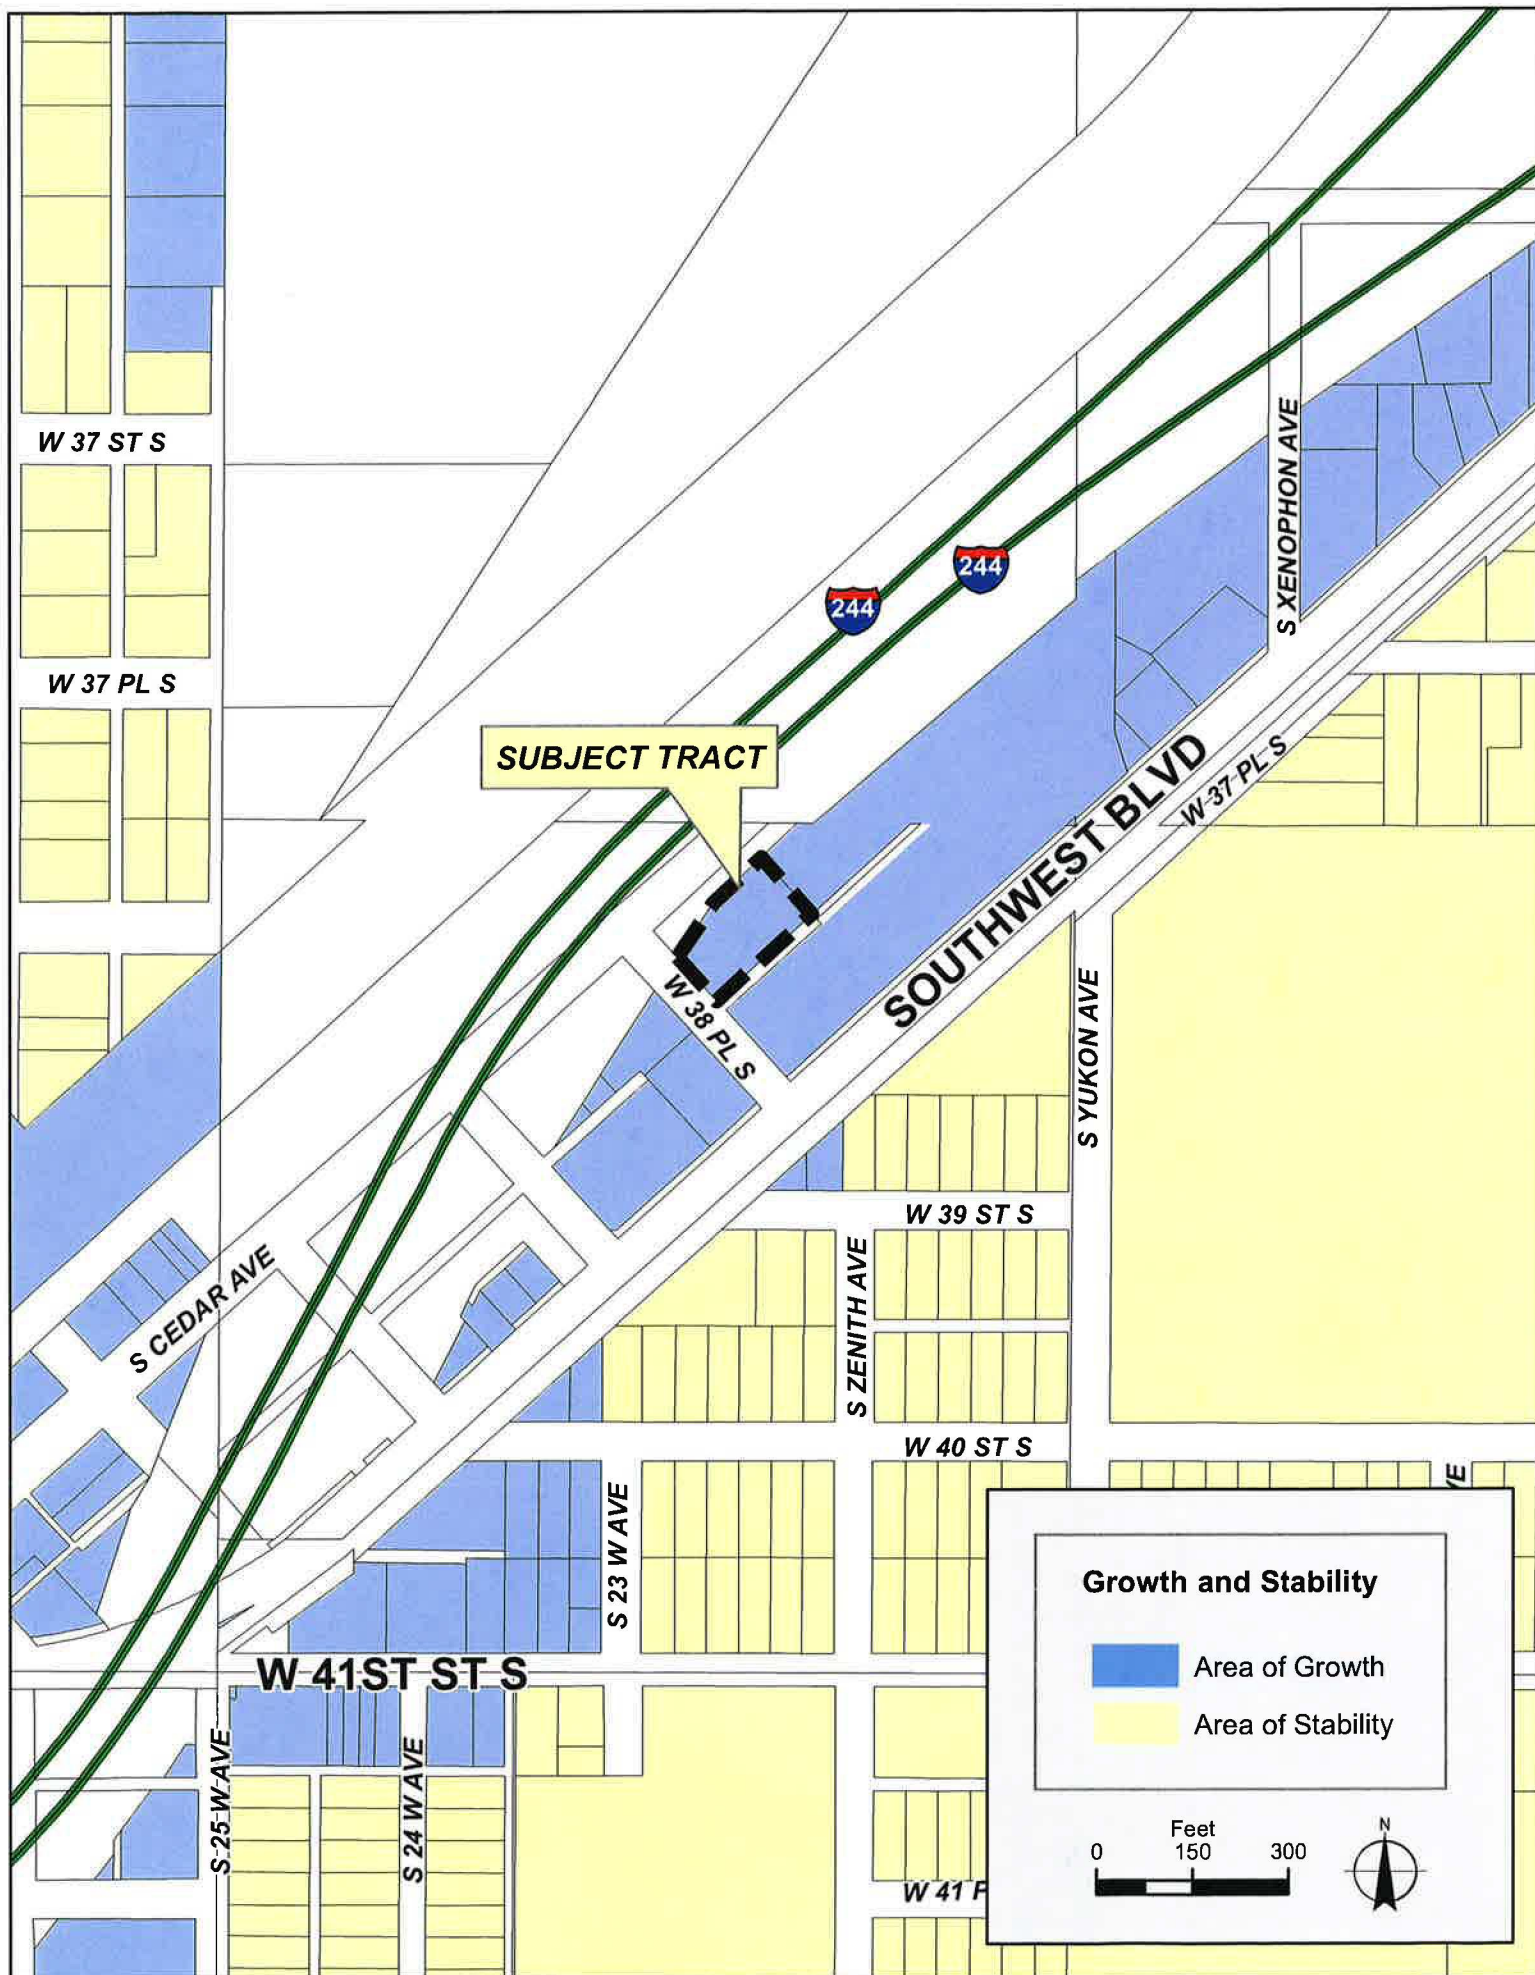 W 37 ST S
S XENOPHON AVE
244
244
W 37 PL S
SUBJECT TRACT
SOUTHWEST BLVD
W 37 PL S
W 38 PL S
S YUKON AVE
W 39 ST S
S CEDAR AVE
S ZENITH AVE
W 40 ST S
S 23 W AVE
VE
W 41ST ST S
S 25 W AVE
S 24 W AVE
W 41 P
Growth and Stability
Area of Growth
Area of Stability
Feet
0 150 300
N